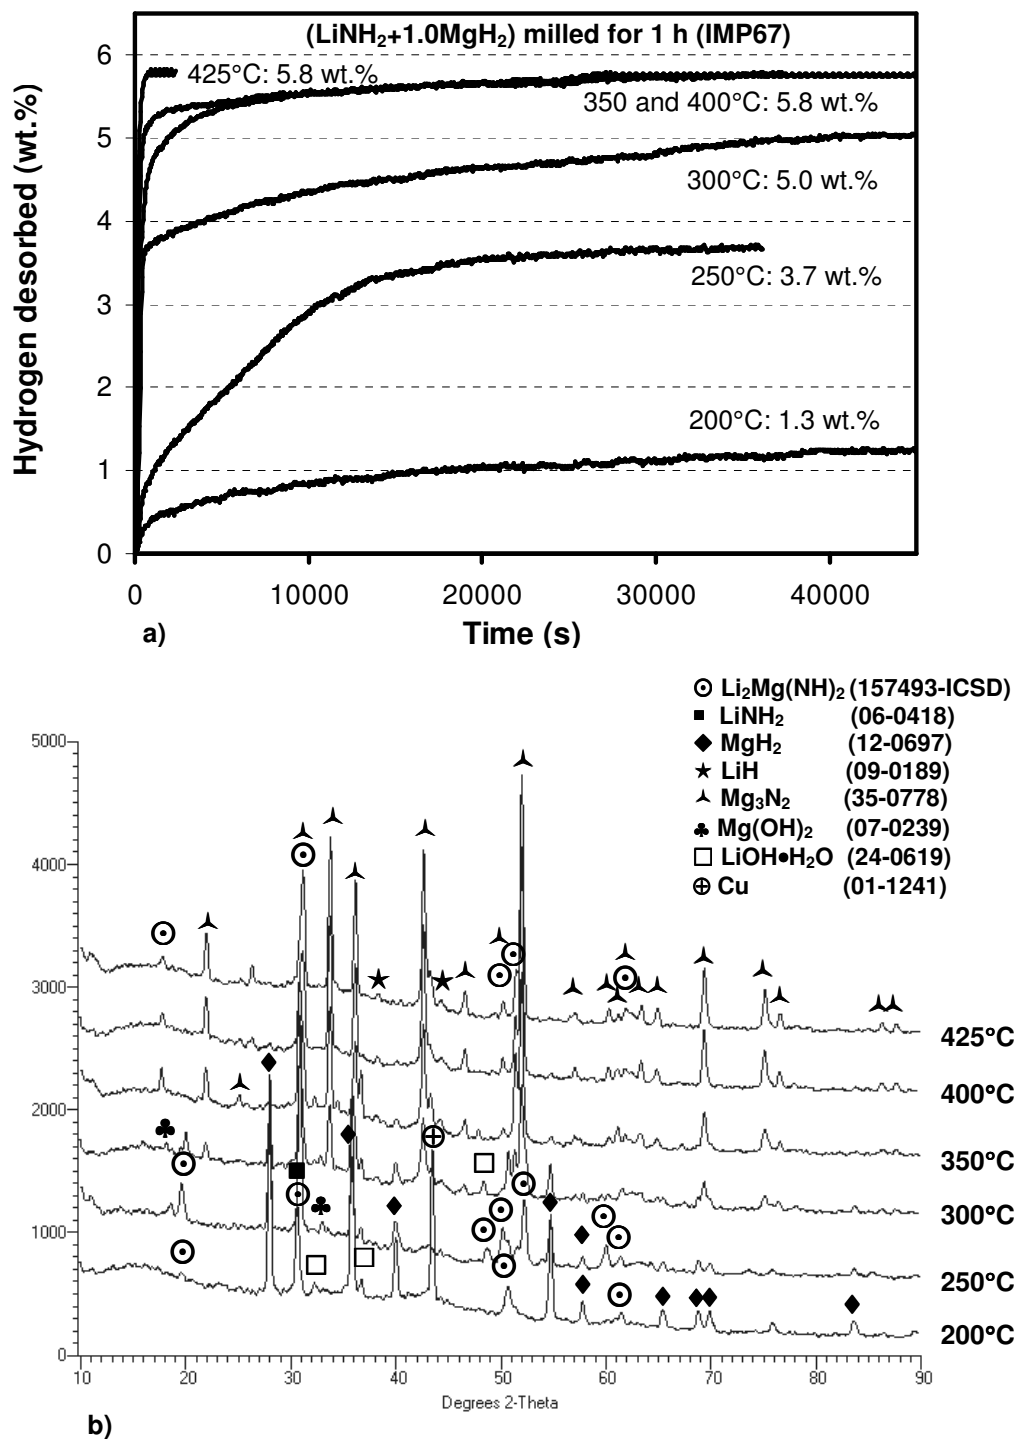 (LiNH₂+1.0MgH₂) milled for 1 h (IMP67)
6
425°C: 5.8 wt.%
350 and 400°C: 5.8 wt.%
5
300°C: 5.0 wt.%
4
250°C: 3.7 wt.%
3
2
200°C: 1.3 wt.%
1
0
Hydrogen desorbed (wt.%)
0 10000 20000 30000 40000
a) Time (s)
Li₂Mg(NH)₂ (157493-ICSD)
LiNH₂ (06-0418)
MgH₂ (12-0697)
LiH (09-0189)
Mg₃N₂ (35-0778)
Mg(OH)₂ (07-0239)
LiOH•H₂O (24-0619)
Cu (01-1241)
5000
4000
3000
2000
1000
0
425°C
400°C
350°C
300°C
250°C
200°C
10 20 30 40 50 60 70 80 90
Degrees 2-Theta
b)